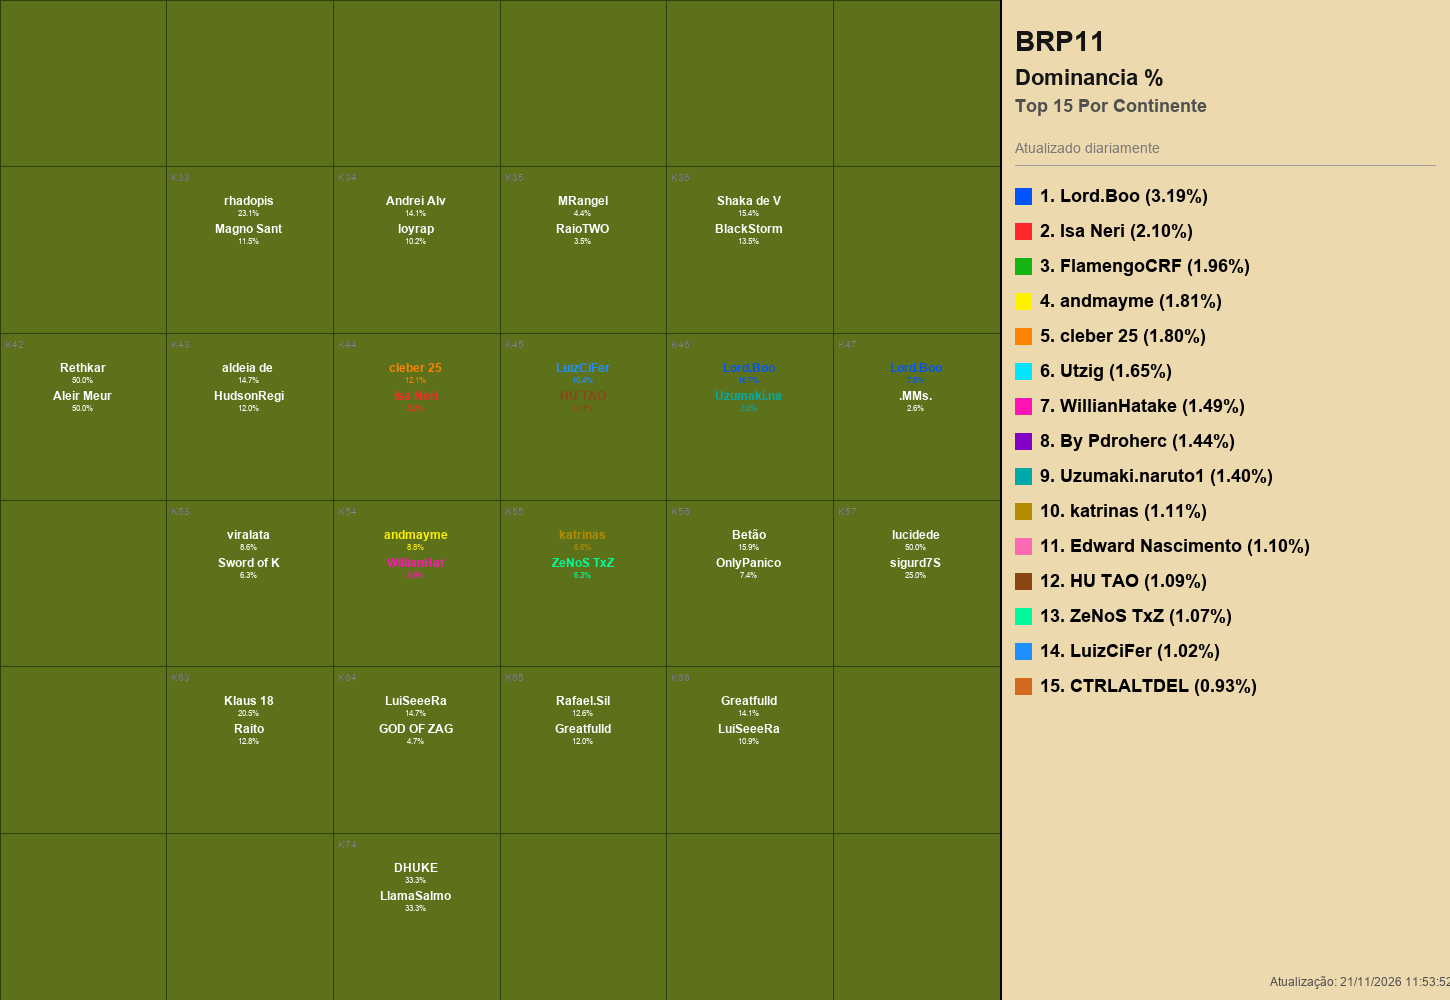 BRP11
Dominancia %
Top 15 Por Continente
Atualizado diariamente
1. Lord.Boo (3.19%)
2. Isa Neri (2.10%)
3. FlamengoCRF (1.96%)
4. andmayme (1.81%)
5. cleber 25 (1.80%)
6. Utzig (1.65%)
7. WillianHatake (1.49%)
8. By Pdroherc (1.44%)
9. Uzumaki.naruto1 (1.40%)
10. katrinas (1.11%)
11. Edward Nascimento (1.10%)
12. HU TAO (1.09%)
13. ZeNoS TxZ (1.07%)
14. LuizCiFer (1.02%)
15. CTRLALTDEL (0.93%)
Atualização: 21/11/2026 11:53:52
K33
rhadopis
23.1%
Magno Sant
11.5%
K34
Andrei Alv
14.1%
loyrap
10.2%
K35
MRangel
4.4%
RaioTWO
3.5%
K36
Shaka de V
15.4%
BlackStorm
13.5%
K42
Rethkar
50.0%
Aleir Meur
50.0%
K43
aldeia de
14.7%
HudsonRegi
12.0%
K44
cleber 25
12.1%
Isa Neri
K45
LuizCiFer
10.4%
HU TAO
K46
Lord.Boo
Uzumaki.na
K47
Lord.Boo
.MMs.
2.6%
K53
viralata
8.6%
Sword of K
6.3%
K54
andmayme
8.8%
WillianHat
K55
katrinas
6.6%
ZeNoS TxZ
6.3%
K56
Betão
15.9%
OnlyPanico
7.4%
K57
lucidede
50.0%
sigurd7S
25.0%
K63
Klaus 18
20.5%
Raito
12.8%
K64
LuiSeeeRa
14.7%
GOD OF ZAG
4.7%
K65
Rafael.Sil
12.6%
Greatfulld
12.0%
K66
Greatfulld
14.1%
LuiSeeeRa
10.9%
K74
DHUKE
33.3%
LlamaSalmo
33.3%